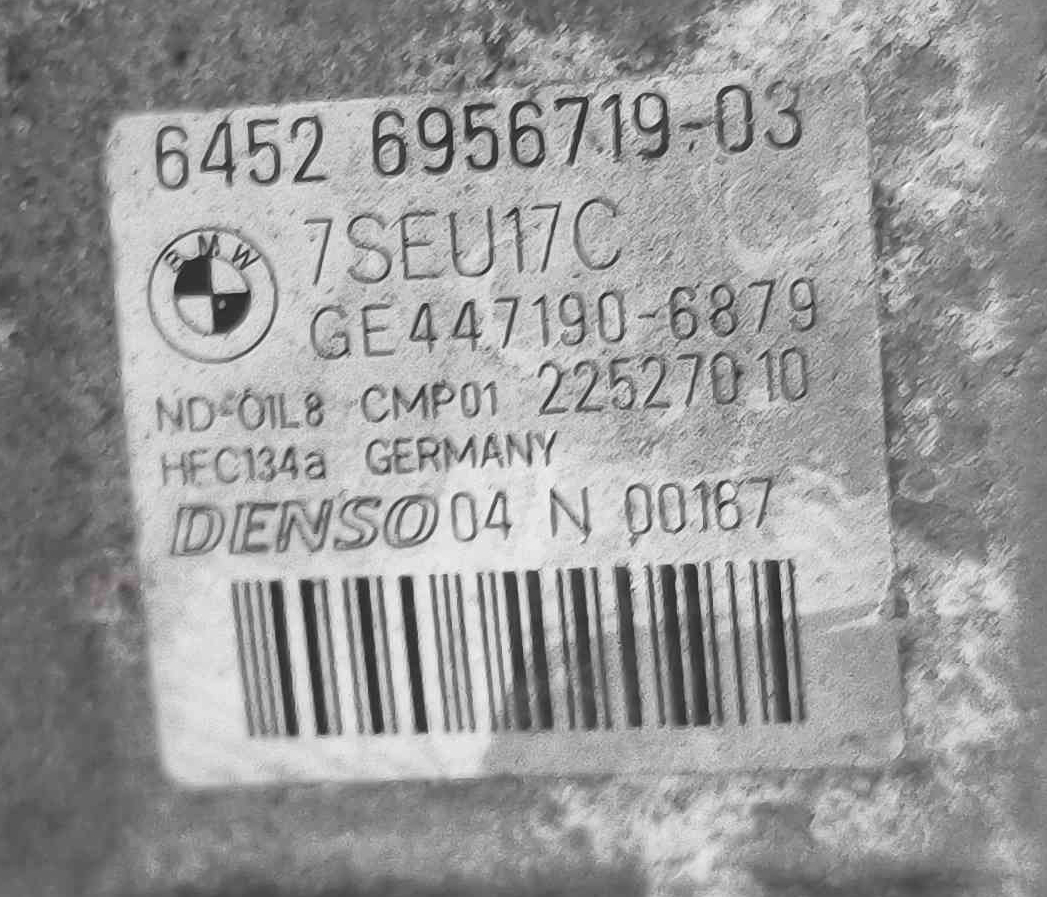 6452 6956719-03
BMW
7SEU17C
GE447190-6879
ND-OIL8 CMP01 22527010
HFC134a GERMANY
DENSO 04 N 00187